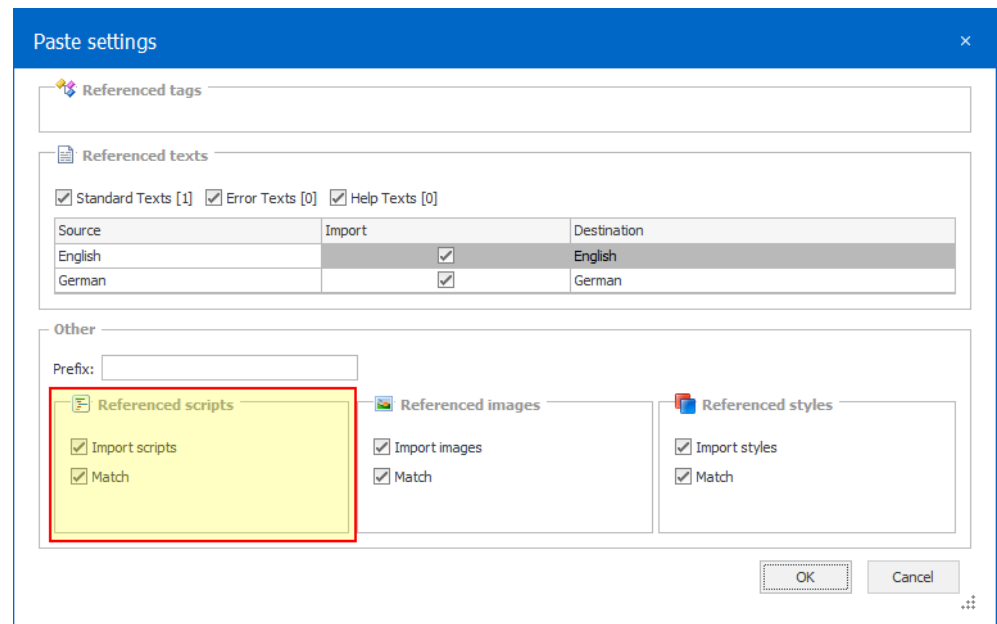 Paste settings
Referenced tags
Referenced texts
Standard Texts [1] Error Texts [0] Help Texts [0]
Source Import Destination
English English
German German
Other
Prefix:
Referenced scripts Referenced images Referenced styles
Import scripts Import images Import styles
Match Match Match
OK Cancel